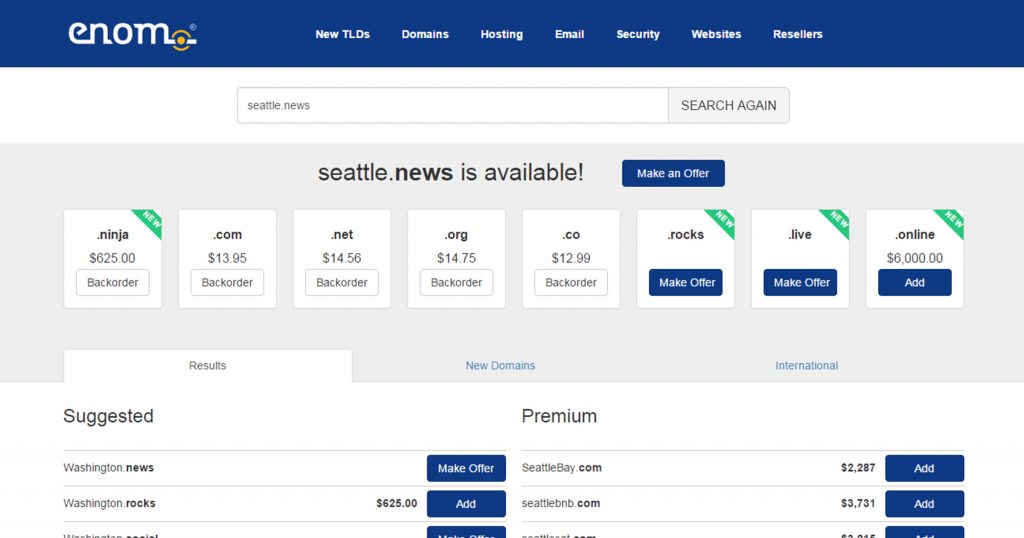 enom
New TLDs Domains Hosting Email Security Websites Resellers
seattle.news SEARCH AGAIN
seattle.news is available! Make an Offer
NEW NEW NEW NEW
.ninja .com .net .org .co .rocks .live .online
$625.00 $13.95 $14.56 $14.75 $12.99 $6,000.00
Backorder Backorder Backorder Backorder Backorder Make Offer Make Offer Add
Results New Domains International
Suggested Premium
Washington.news Make Offer SeattleBay.com $2,287 Add
Washington.rocks $625.00 Add seattlebnb.com $3,731 Add
Washington.social Make Offer .com Add